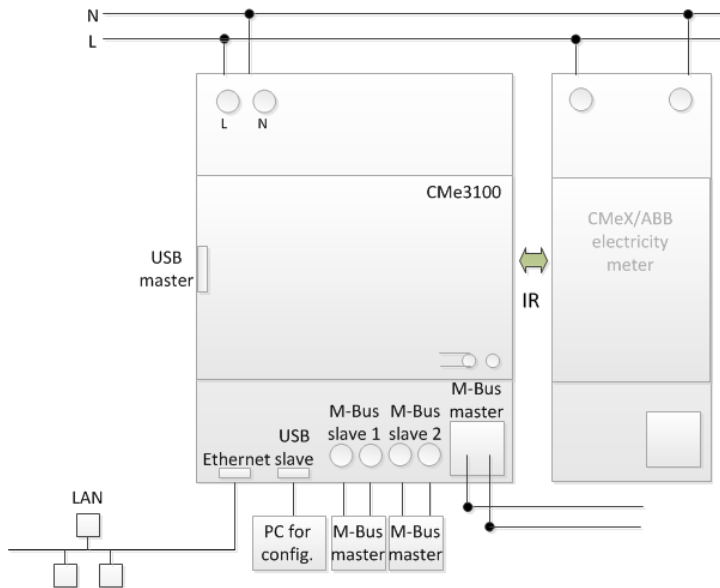 N
L
L
N
CMe3100
CMeX/ABB
electricity
meter
USB
master
IR
M-Bus
master
M-Bus
slave 1
M-Bus
slave 2
USB
slave
Ethernet
LAN
PC for
config.
M-Bus
master
M-Bus
master